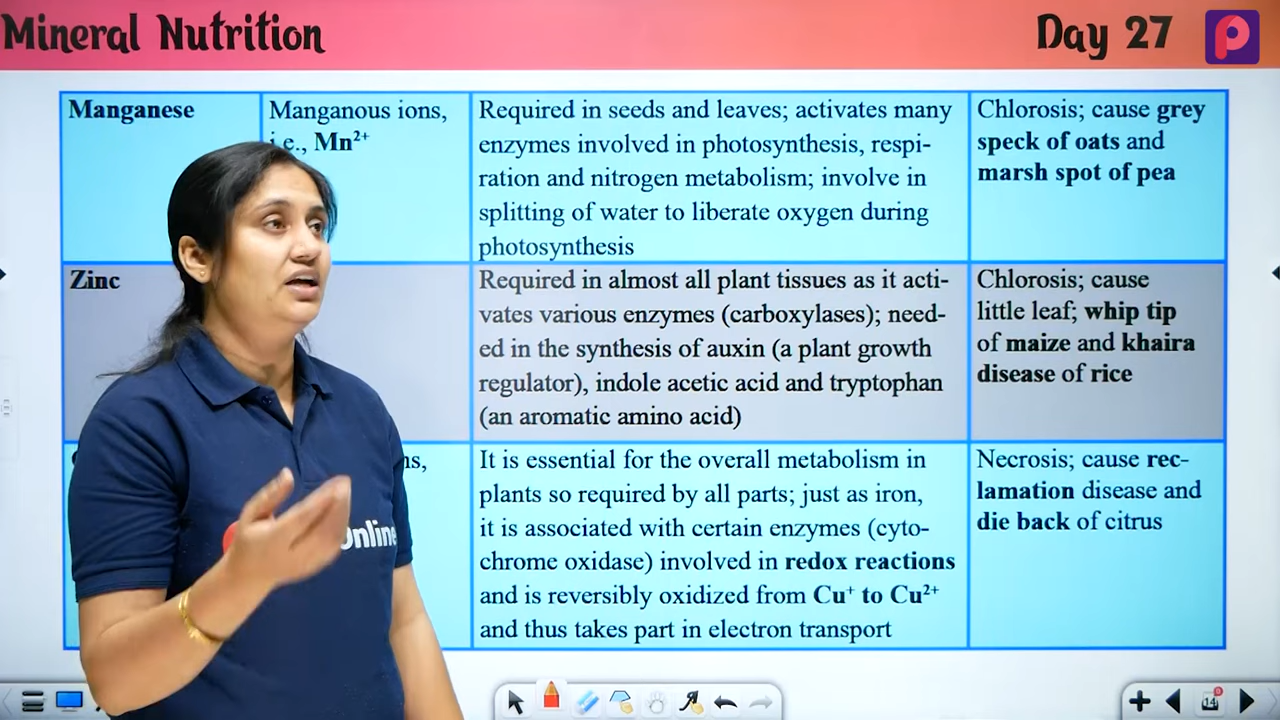 Mineral Nutrition
Day 27
Manganese
Manganous ions,
i.e., Mn²⁺
Required in seeds and leaves; activates many
enzymes involved in photosynthesis, respi-
ration and nitrogen metabolism; involve in
splitting of water to liberate oxygen during
photosynthesis
Chlorosis; cause grey
speck of oats and
marsh spot of pea
Zinc
Required in almost all plant tissues as it acti-
vates various enzymes (carboxylases); need-
ed in the synthesis of auxin (a plant growth
regulator), indole acetic acid and tryptophan
(an aromatic amino acid)
Chlorosis; cause
little leaf; whip tip
of maize and khaira
disease of rice
It is essential for the overall metabolism in
plants so required by all parts; just as iron,
it is associated with certain enzymes (cyto-
chrome oxidase) involved in redox reactions
and is reversibly oxidized from Cu⁺ to Cu²⁺
and thus takes part in electron transport
Necrosis; cause rec-
lamation disease and
die back of citrus
Online
14